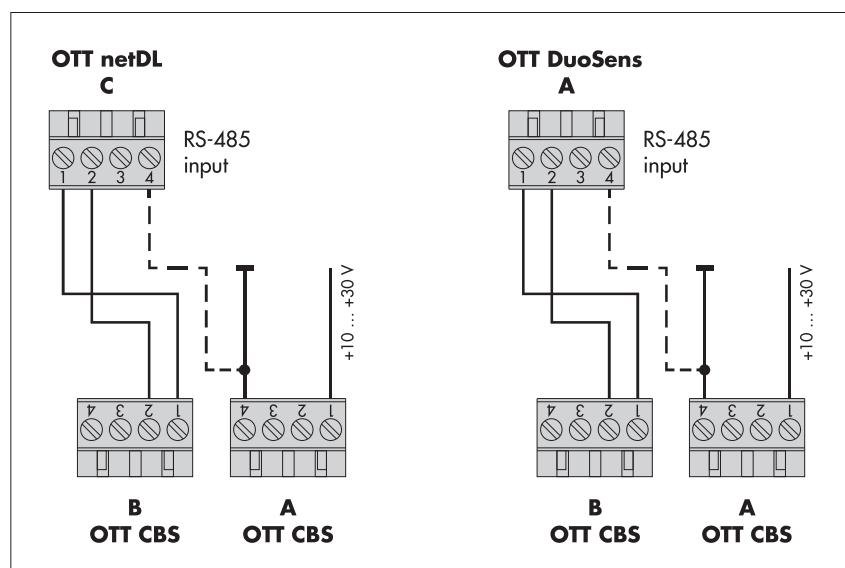 OTT netDL
C
RS-485
input
1 2 3 4
+10 ... +30 V
4 3 2 1
4 3 2 1
B
OTT CBS
A
OTT CBS
OTT DuoSens
A
RS-485
input
1 2 3 4
+10 ... +30 V
4 3 2 1
4 3 2 1
B
OTT CBS
A
OTT CBS